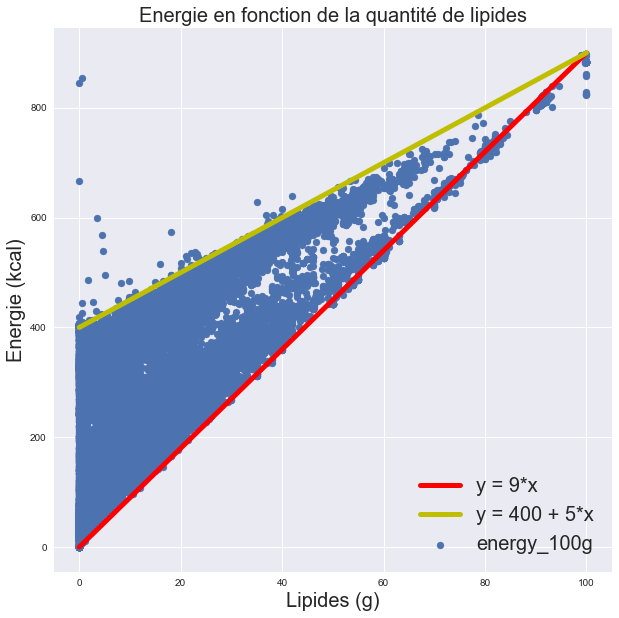 Energie en fonction de la quantité de lipides
Energie (kcal)
800
600
400
200
0
0 20 40 60 80 100
Lipides (g)
y = 9*x
y = 400 + 5*x
energy_100g